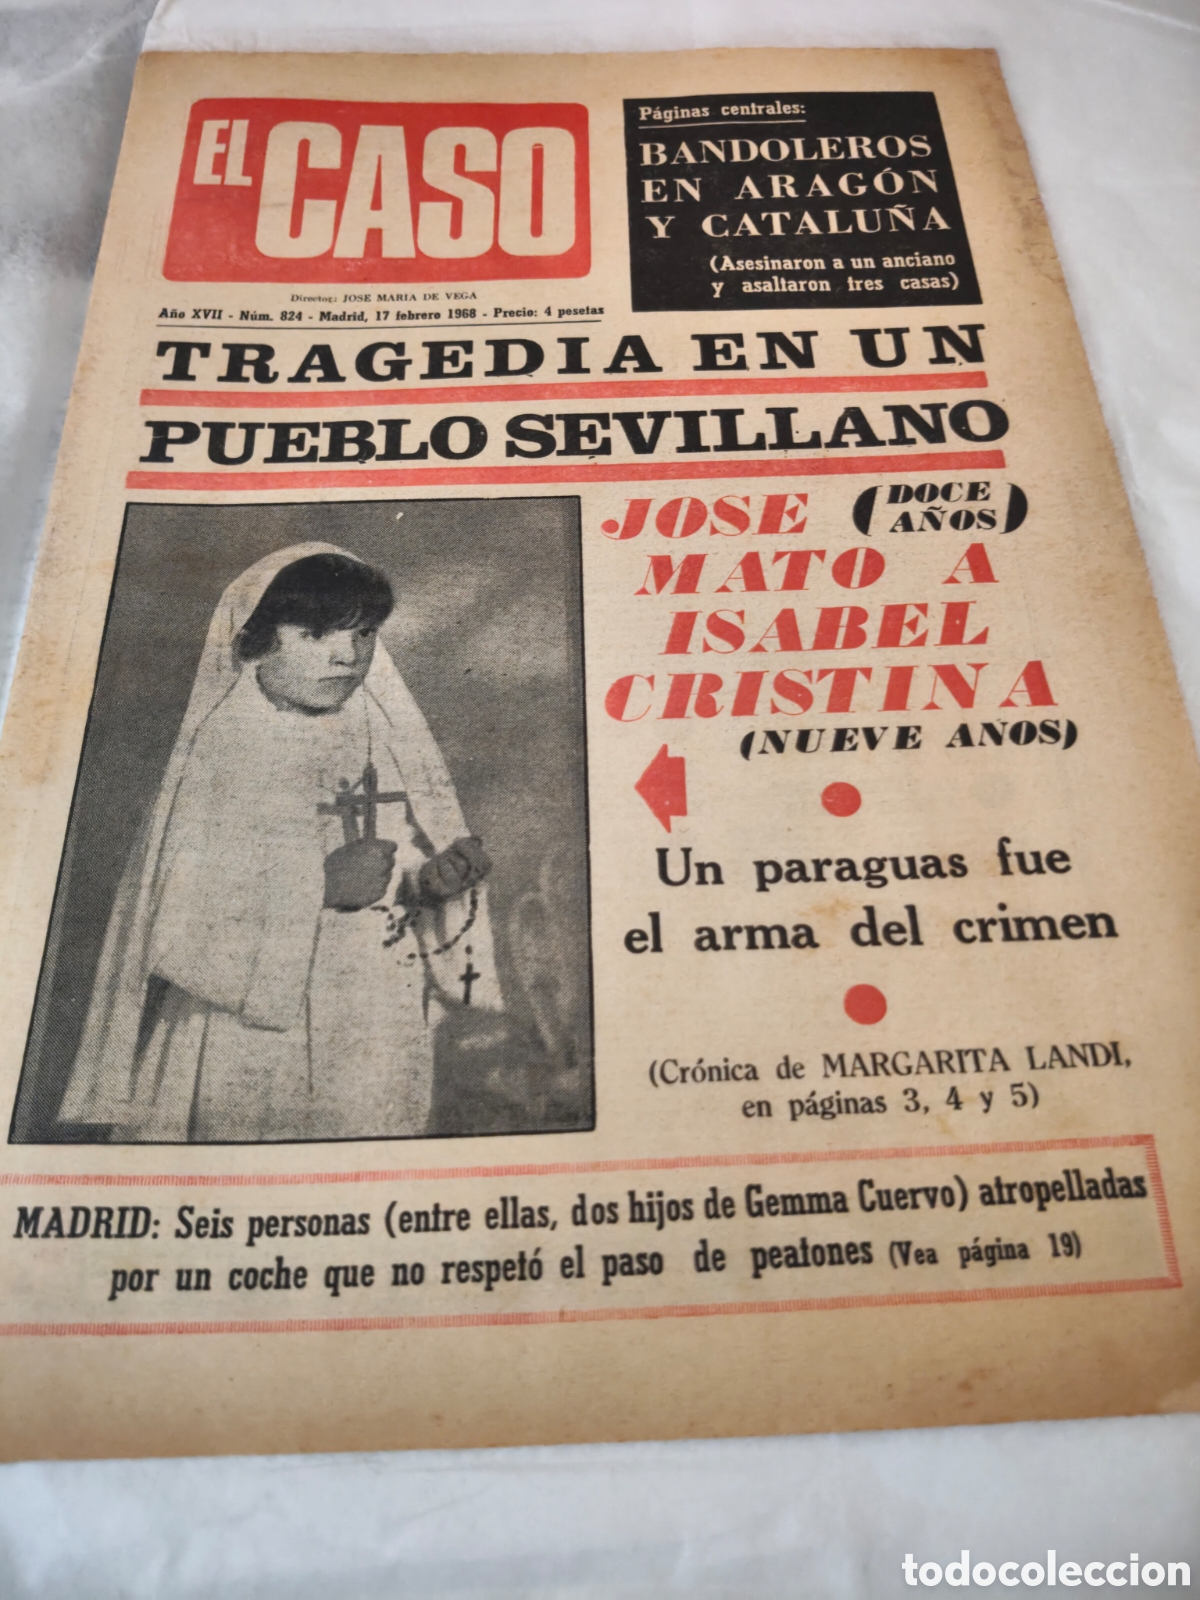 EL CASO
Director: JOSE MARIA DE VEGA
Año XVII - Núm. 824 - Madrid, 17 febrero 1968 - Precio: 4 pesetas
Páginas centrales:
BANDOLEROS
EN ARAGÓN
Y CATALUÑA
(Asesinaron a un anciano
y asaltaron tres casas)
TRAGEDIA EN UN
PUEBLO SEVILLANO
JOSE (DOCE AÑOS)
MATO A
ISABEL
CRISTINA
(NUEVE AÑOS)
Un paraguas fue
el arma del crimen
(Crónica de MARGARITA LANDI,
en páginas 3, 4 y 5)
MADRID: Seis personas (entre ellas, dos hijos de Gemma Cuervo) atropelladas
por un coche que no respetó el paso de peatones (Vea página 19)
todocoleccion